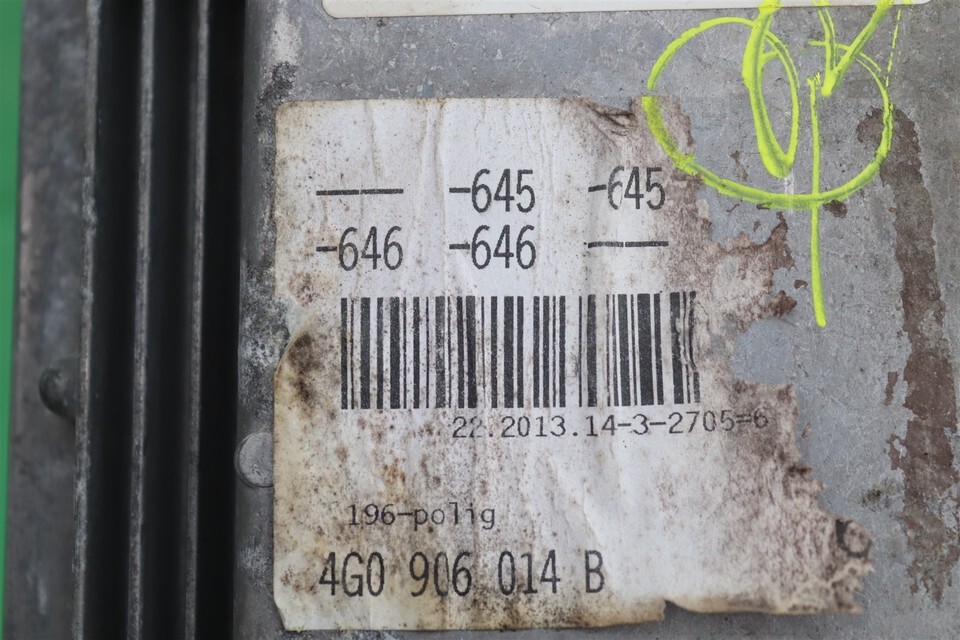 —— -645 -645
-646 -646 ——
22.2013.14-3-2705=6
196-polig
4G0 906 014 B